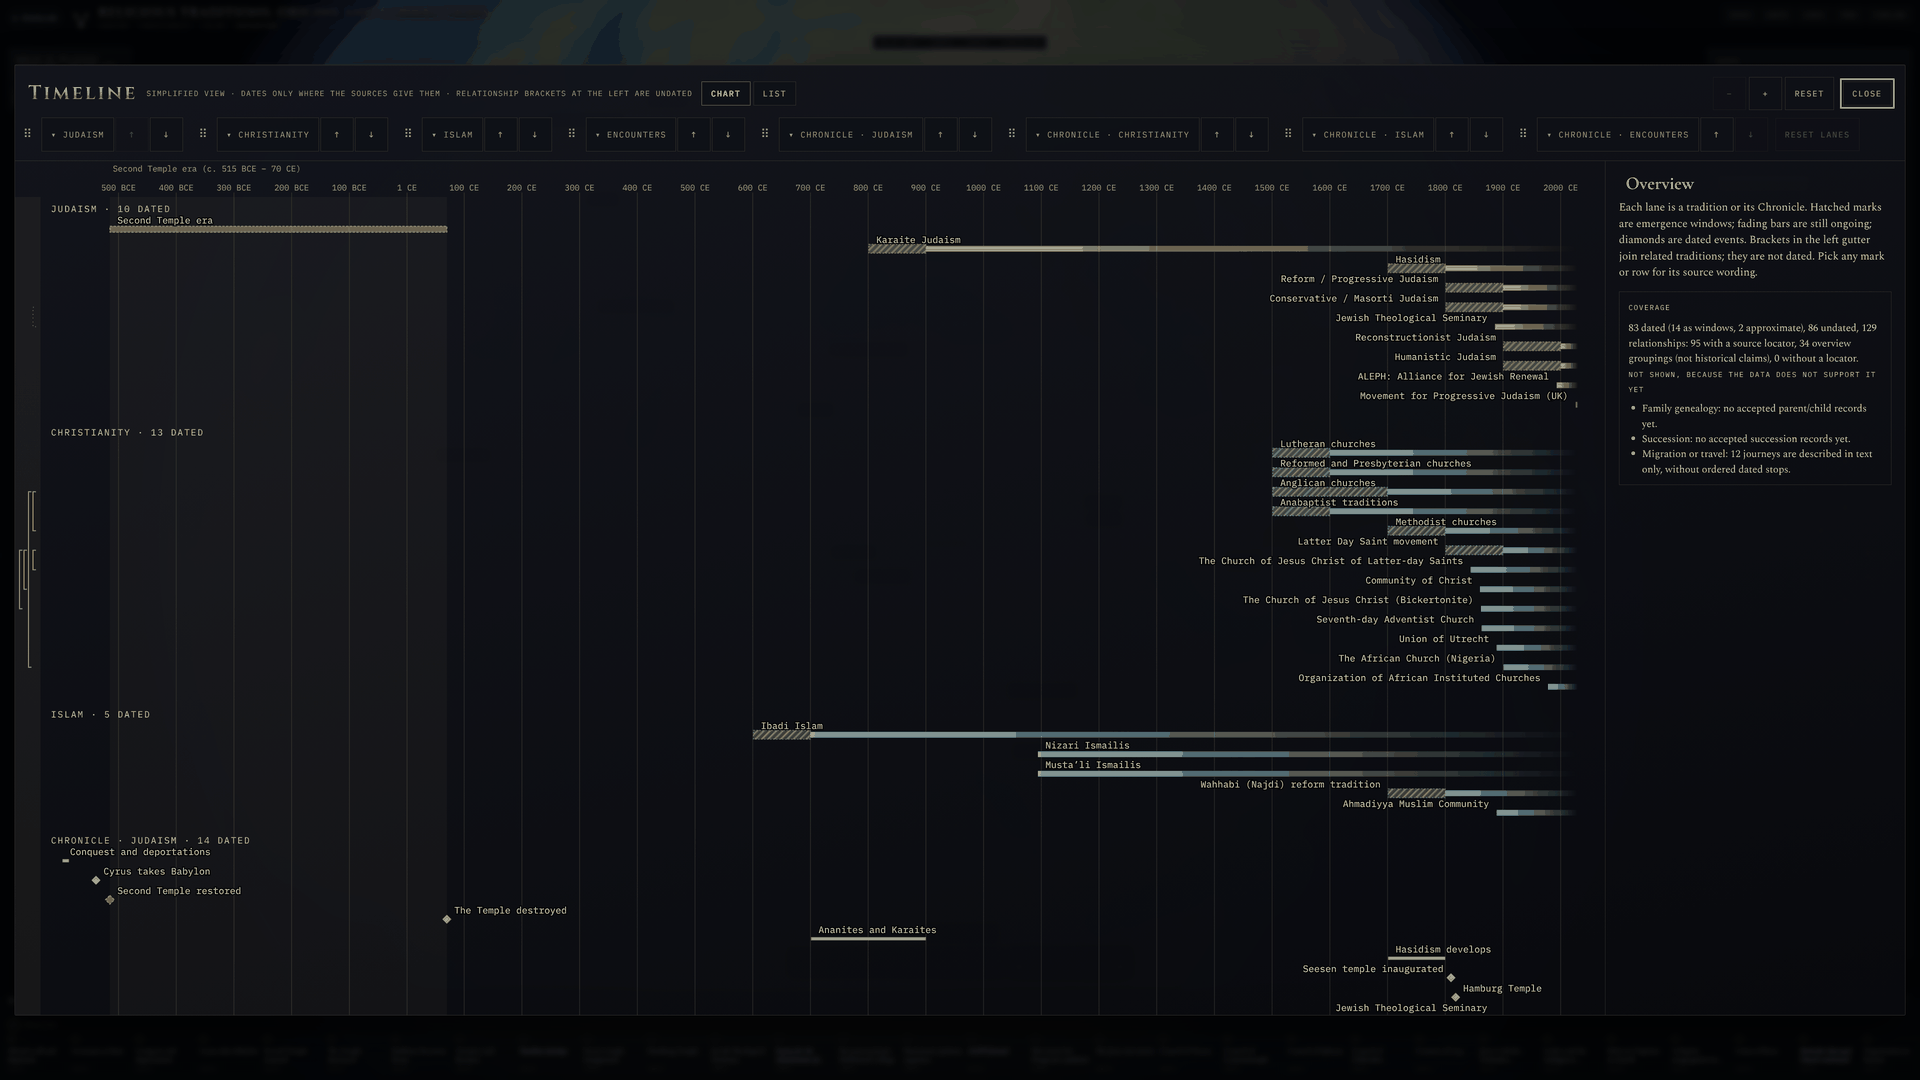 TIMELINE SIMPLIFIED VIEW · DATES ONLY WHERE THE SOURCES GIVE THEM · RELATIONSHIP BRACKETS AT THE LEFT ARE UNDATED CHART LIST − + RESET CLOSE
▾ JUDAISM ↑ ↓ ▾ CHRISTIANITY ↑ ↓ ▾ ISLAM ↑ ↓ ▾ ENCOUNTERS ↑ ↓ ▾ CHRONICLE · JUDAISM ↑ ↓ ▾ CHRONICLE · CHRISTIANITY ↑ ↓ ▾ CHRONICLE · ISLAM ↑ ↓ ▾ CHRONICLE · ENCOUNTERS ↑ ↓ RESET LANES
Second Temple era (c. 515 BCE – 70 CE)
500 BCE 400 BCE 300 BCE 200 BCE 100 BCE 1 CE 100 CE 200 CE 300 CE 400 CE 500 CE 600 CE 700 CE 800 CE 900 CE 1000 CE 1100 CE 1200 CE 1300 CE 1400 CE 1500 CE 1600 CE 1700 CE 1800 CE 1900 CE 2000 CE
JUDAISM · 10 DATED
Second Temple era
Karaite Judaism
Hasidism
Reform / Progressive Judaism
Conservative / Masorti Judaism
Jewish Theological Seminary
Reconstructionist Judaism
Humanistic Judaism
ALEPH: Alliance for Jewish Renewal
Movement for Progressive Judaism (UK)
CHRISTIANITY · 13 DATED
Lutheran churches
Reformed and Presbyterian churches
Anglican churches
Anabaptist traditions
Methodist churches
Latter Day Saint movement
The Church of Jesus Christ of Latter-day Saints
Community of Christ
The Church of Jesus Christ (Bickertonite)
Seventh-day Adventist Church
Union of Utrecht
The African Church (Nigeria)
Organization of African Instituted Churches
ISLAM · 5 DATED
Ibadi Islam
Nizari Ismailis
Musta’li Ismailis
Wahhabi (Najdi) reform tradition
Ahmadiyya Muslim Community
CHRONICLE · JUDAISM · 14 DATED
Conquest and deportations
Cyrus takes Babylon
Second Temple restored
The Temple destroyed
Ananites and Karaites
Hasidism develops
Seesen temple inaugurated
Hamburg Temple
Jewish Theological Seminary
Overview
Each lane is a tradition or its Chronicle. Hatched marks
are emergence windows; fading bars are still ongoing;
diamonds are dated events. Brackets in the left gutter
join related traditions; they are not dated. Pick any mark
or row for its source wording.
COVERAGE
83 dated (14 as windows, 2 approximate), 86 undated, 129
relationships: 95 with a source locator, 34 overview
groupings (not historical claims), 0 without a locator.
NOT SHOWN, BECAUSE THE DATA DOES NOT SUPPORT IT
YET
• Family genealogy: no accepted parent/child records
yet.
• Succession: no accepted succession records yet.
• Migration or travel: 12 journeys are described in text
only, without ordered dated stops.